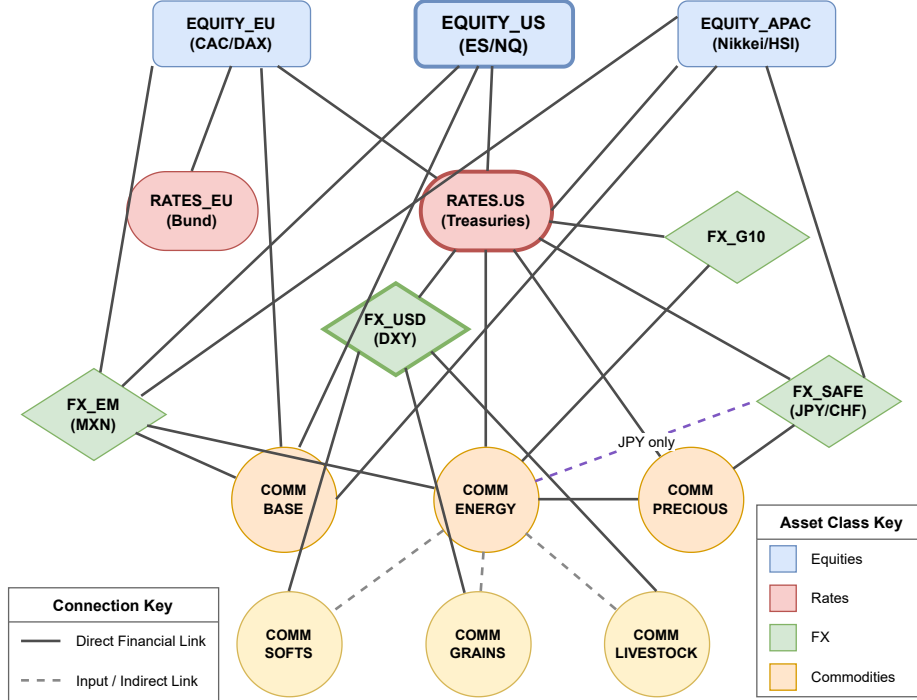 EQUITY_EU
(CAC/DAX)
EQUITY_US
(ES/NQ)
EQUITY_APAC
(Nikkei/HSI)
RATES_EU
(Bund)
RATES.US
(Treasuries)
FX_G10
FX_USD
(DXY)
FX_EM
(MXN)
FX_SAFE
(JPY/CHF)
JPY only
COMM
BASE
COMM
ENERGY
COMM
PRECIOUS
COMM
SOFTS
COMM
GRAINS
COMM
LIVESTOCK
Connection Key
Direct Financial Link
Input / Indirect Link
Asset Class Key
Equities
Rates
FX
Commodities